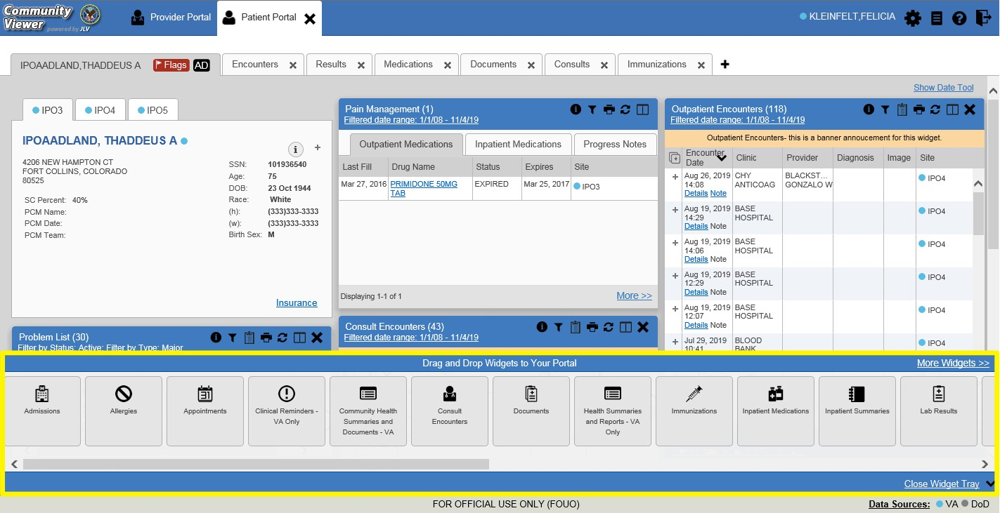 Community
Viewer
powered by JLV
Provider Portal
Patient Portal
KLEINFELT,FELICIA
IPOAADLAND,THADDEUS A
Flags
AD
Encounters
Results
Medications
Documents
Consults
Immunizations
Show Date Tool
IPO3
IPO4
IPO5
IPOAADLAND, THADDEUS A
4206 NEW HAMPTON CT
FORT COLLINS, COLORADO
80525
SC Percent: 40%
PCM Name:
PCM Date:
PCM Team:
SSN: 101936540
Age: 75
DOB: 23 Oct 1944
Race: White
(h): (333)333-3333
(w): (333)333-3333
Birth Sex: M
Insurance
Problem List (30)
Filter by Status: Active; Filter by Type: Major
Pain Management (1)
Filtered date range: 1/1/08 - 11/4/19
Outpatient Medications
Inpatient Medications
Progress Notes
Last Fill Drug Name Status Expires Site
Mar 27, 2016 PRIMIDONE 50MG EXPIRED Mar 25, 2017 IPO3
TAB
Displaying 1-1 of 1
More >>
Consult Encounters (43)
Filtered date range: 1/1/08 - 11/4/19
Outpatient Encounters (118)
Filtered date range: 1/1/08 - 11/4/19
Outpatient Encounters- this is a banner annoucement for this widget.
Encounter
Date
Clinic Provider Diagnosis Image Site
Aug 26, 2019 CHY BLACKST... IPO4
14:08 ANTICOAG GONZALO W
Details Note
Aug 19, 2019 BASE IPO4
14:29 HOSPITAL
Details Note
Aug 19, 2019 BASE IPO4
14:06 HOSPITAL
Details Note
Aug 19, 2019 BASE IPO4
12:29 HOSPITAL
Details Note
Aug 19, 2019 BASE IPO4
12:07 HOSPITAL
Details Note
Jul 29, 2019 BLOOD IPO4
10:41 BANK
Drag and Drop Widgets to Your Portal
More Widgets >>
Admissions
Allergies
31
Appointments
Clinical Reminders -
VA Only
Community Health
Summaries and
Documents - VA
Consult
Encounters
Documents
Health Summaries
and Reports - VA
Only
Immunizations
Inpatient Medications
Inpatient Summaries
Lab Results
Close Widget Tray
FOR OFFICIAL USE ONLY (FOUO)
Data Sources: VA DoD